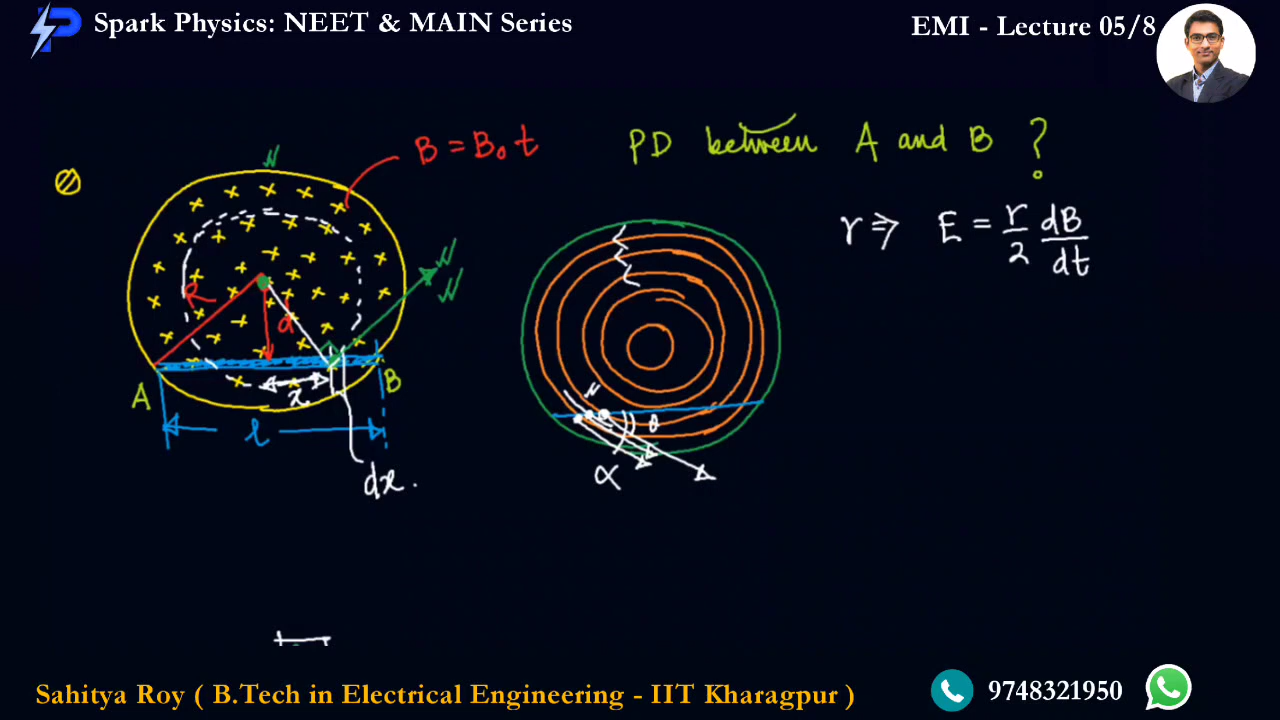 Spark Physics: NEET & MAIN Series
EMI - Lecture 05/8
B = B₀ t
PD between A and B ?
r ⇒ E = r/2 dB/dt
R
d
A
x
B
l
dx.
θ
α
Sahitya Roy ( B.Tech in Electrical Engineering - IIT Kharagpur )
9748321950